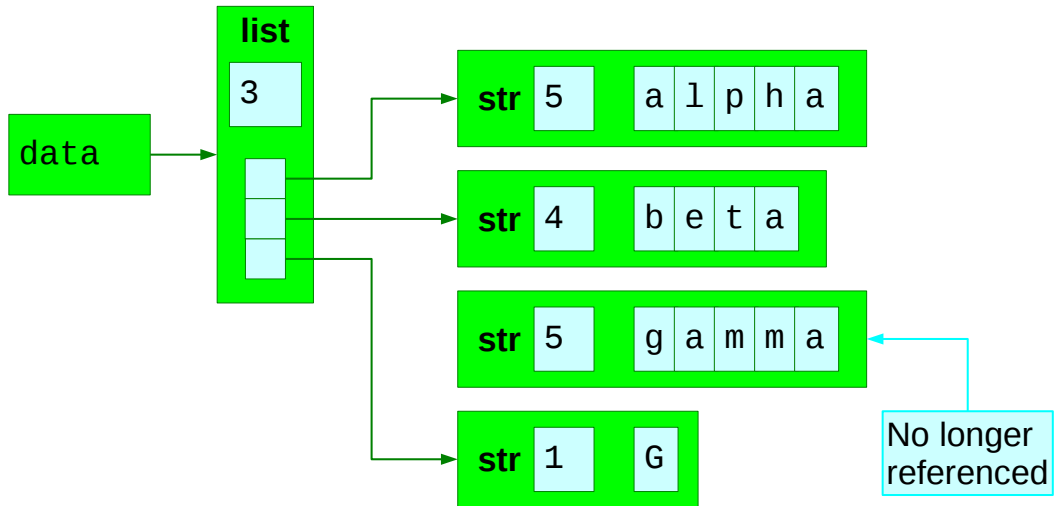 list
3
data
str 5 a l p h a
str 4 b e t a
str 5 g a m m a
str 1 G
No longer
referenced